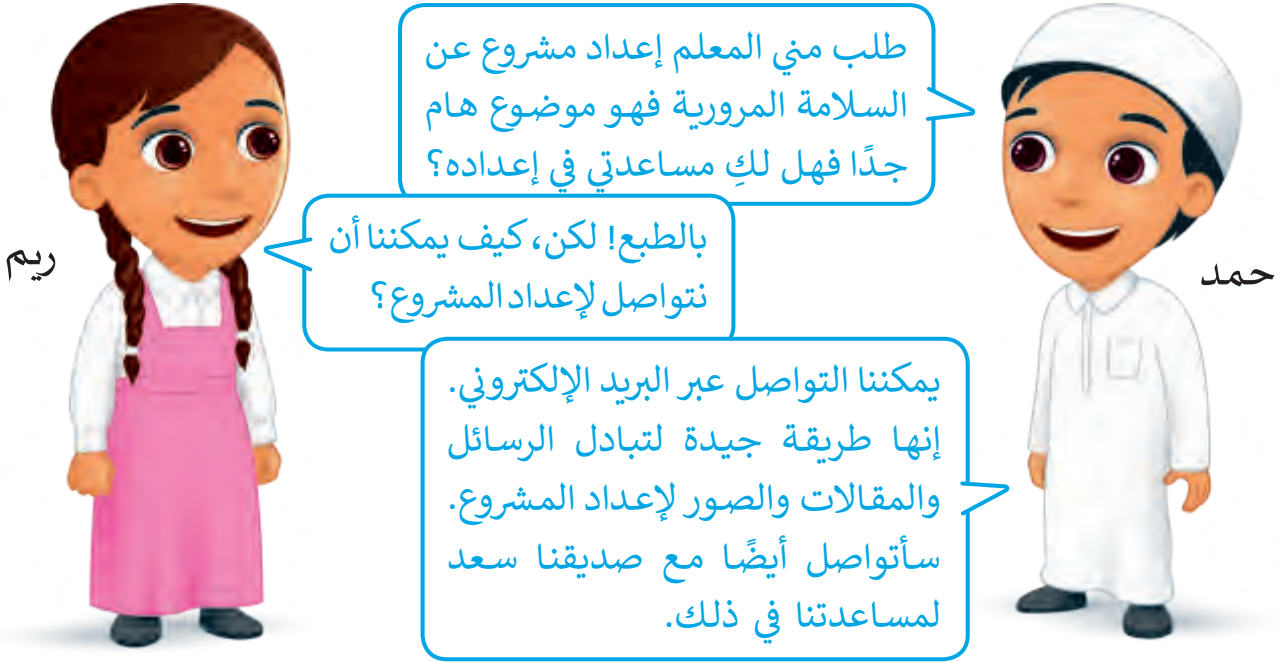 طلب مني المعلم إعداد مشروع عن
السلامة المرورية فهو موضوع هام
جدًا فهل لكِ مساعدتي في إعداده؟
بالطبع! لكن، كيف يمكننا أن
نتواصل لإعداد المشروع؟
ريم
حمد
يمكننا التواصل عبر البريد الإلكتروني.
إنها طريقة جيدة لتبادل الرسائل
والمقالات والصور لإعداد المشروع.
سأتواصل أيضًا مع صديقنا سعد
لمساعدتنا في ذلك.